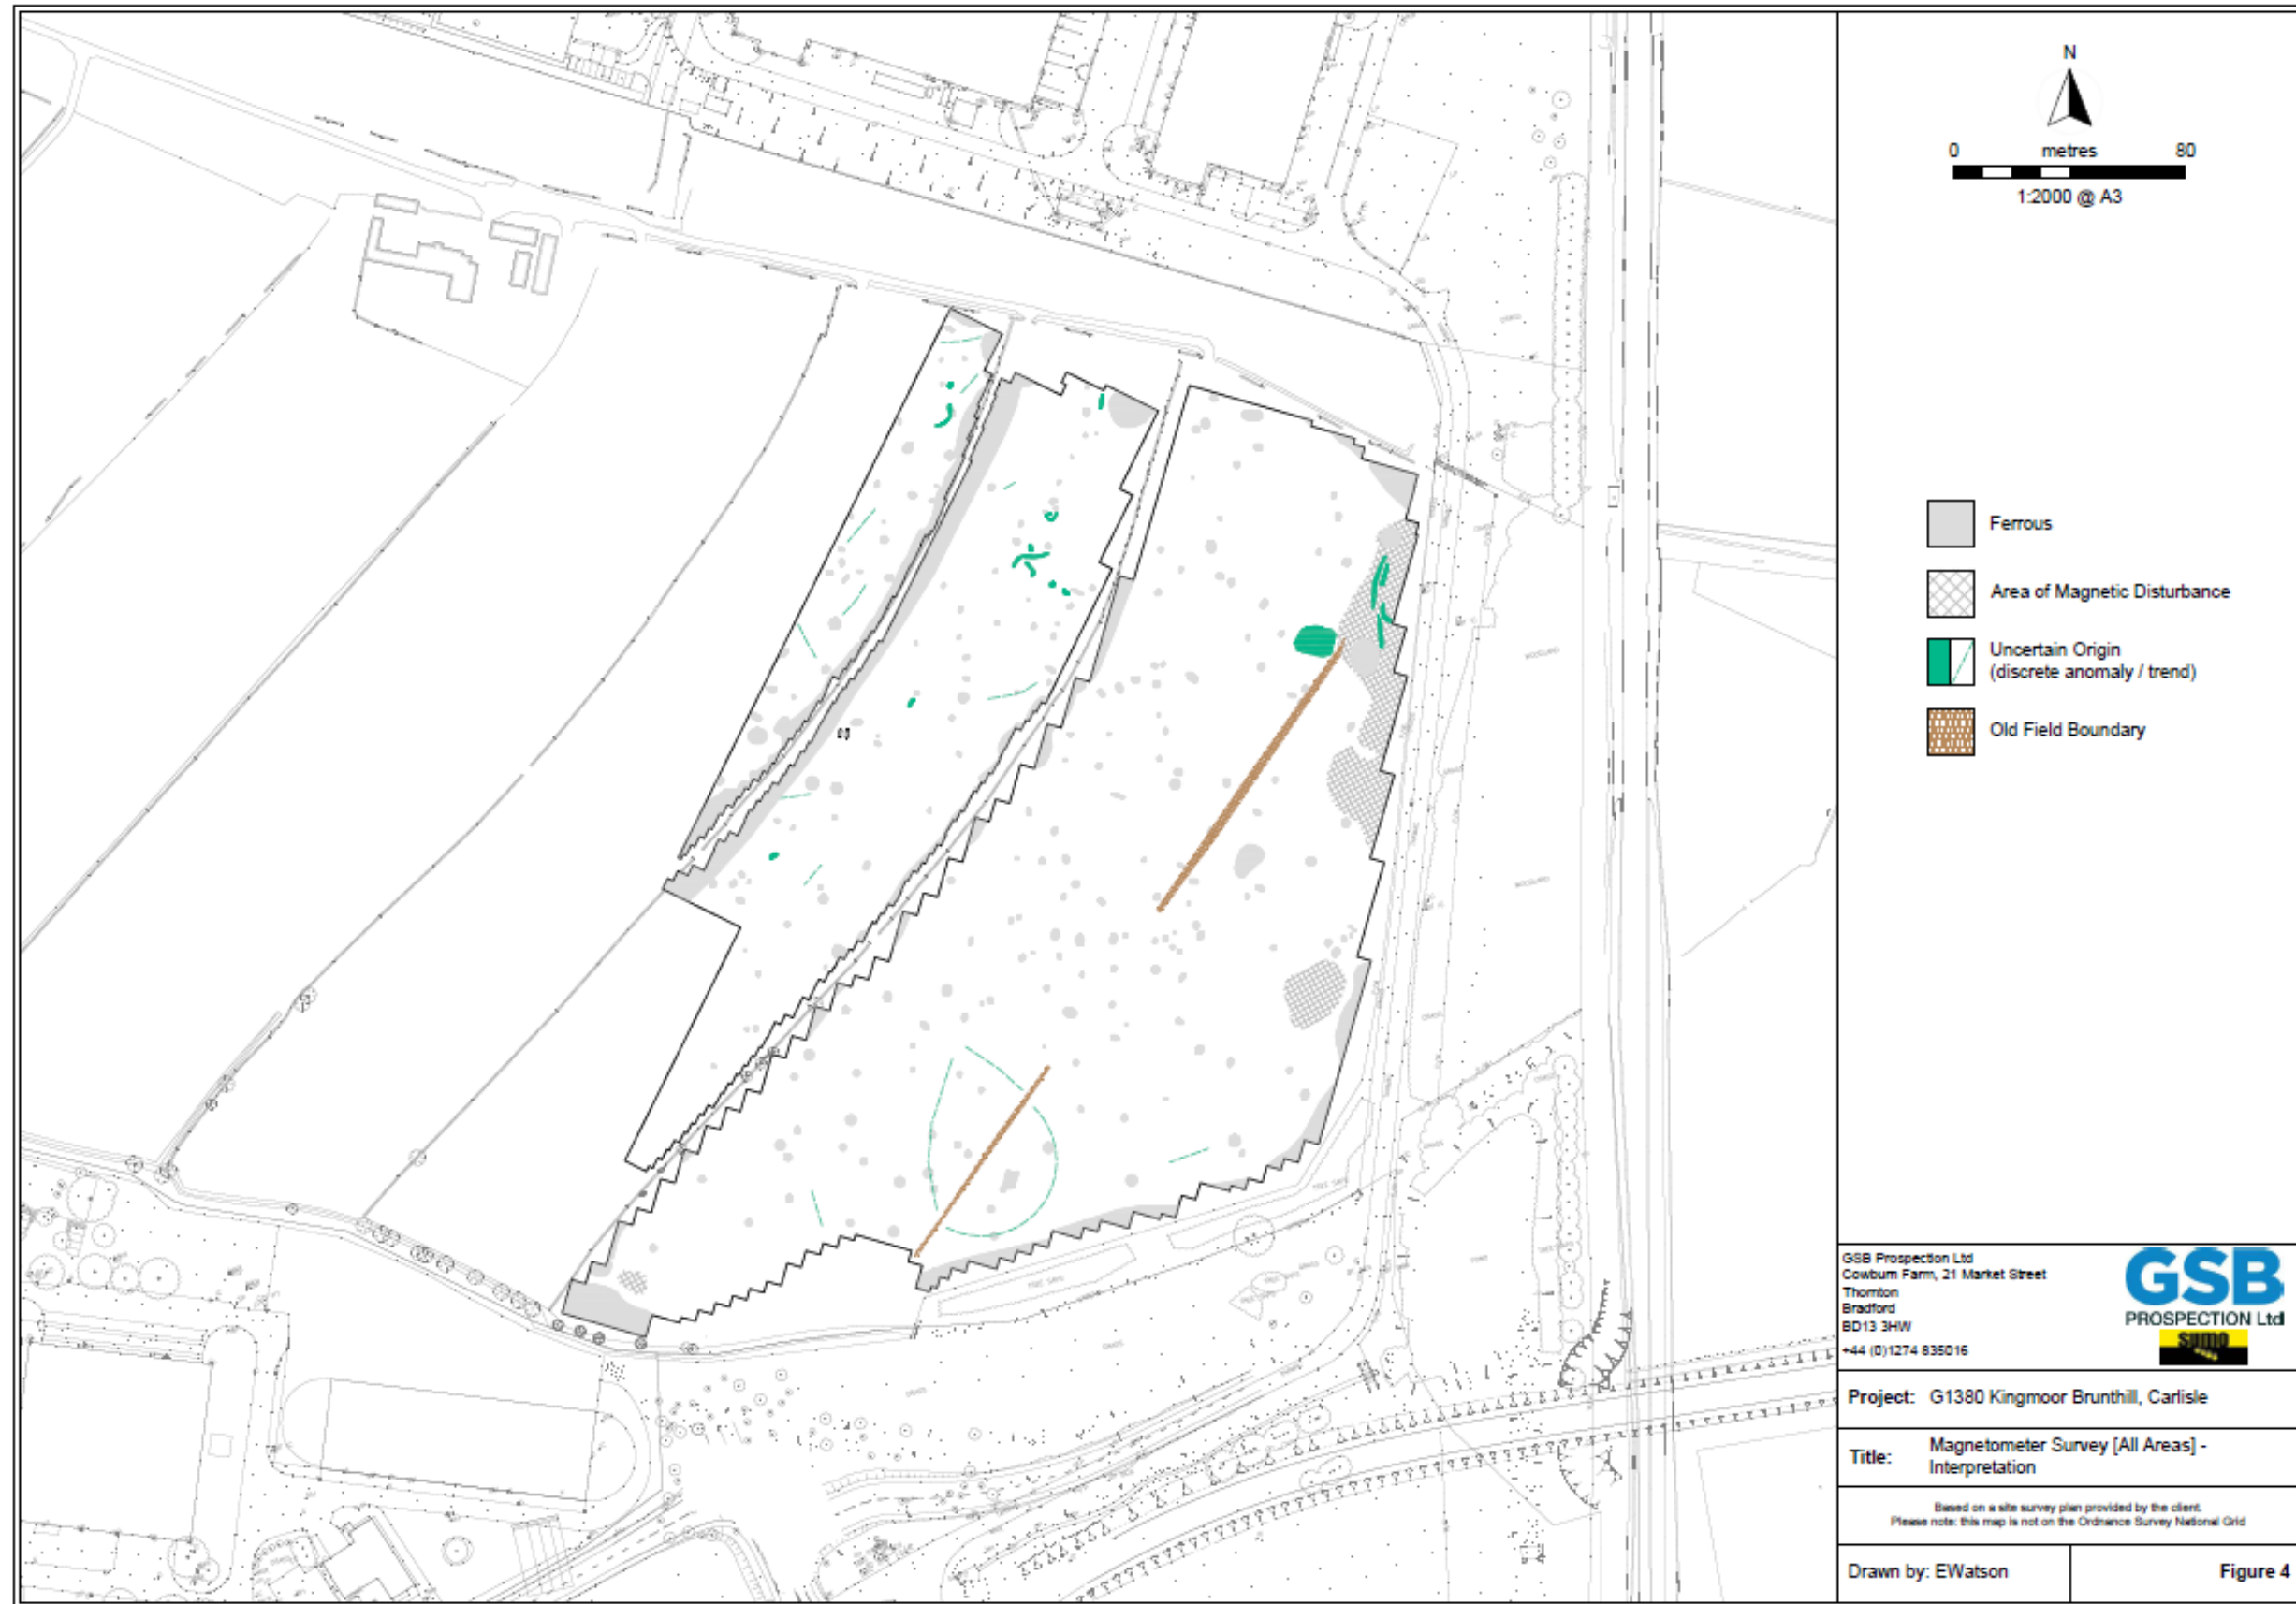 N
0 metres 80
1:2000 @ A3
Ferrous
Area of Magnetic Disturbance
Uncertain Origin
(discrete anomaly / trend)
Old Field Boundary
GSB Prospection Ltd
Cowburn Farm, 21 Market Street
Thornton
Bradford
BD13 3HW
+44 (0)1274 835016
GSB
PROSPECTION Ltd
sumo
Project: G1380 Kingmoor Brunthill, Carlisle
Title: Magnetometer Survey [All Areas] -
Interpretation
Based on a site survey plan provided by the client.
Please note: this map is not on the Ordnance Survey National Grid
Drawn by: EWatson
Figure 4
WOODLAND
WOODLAND